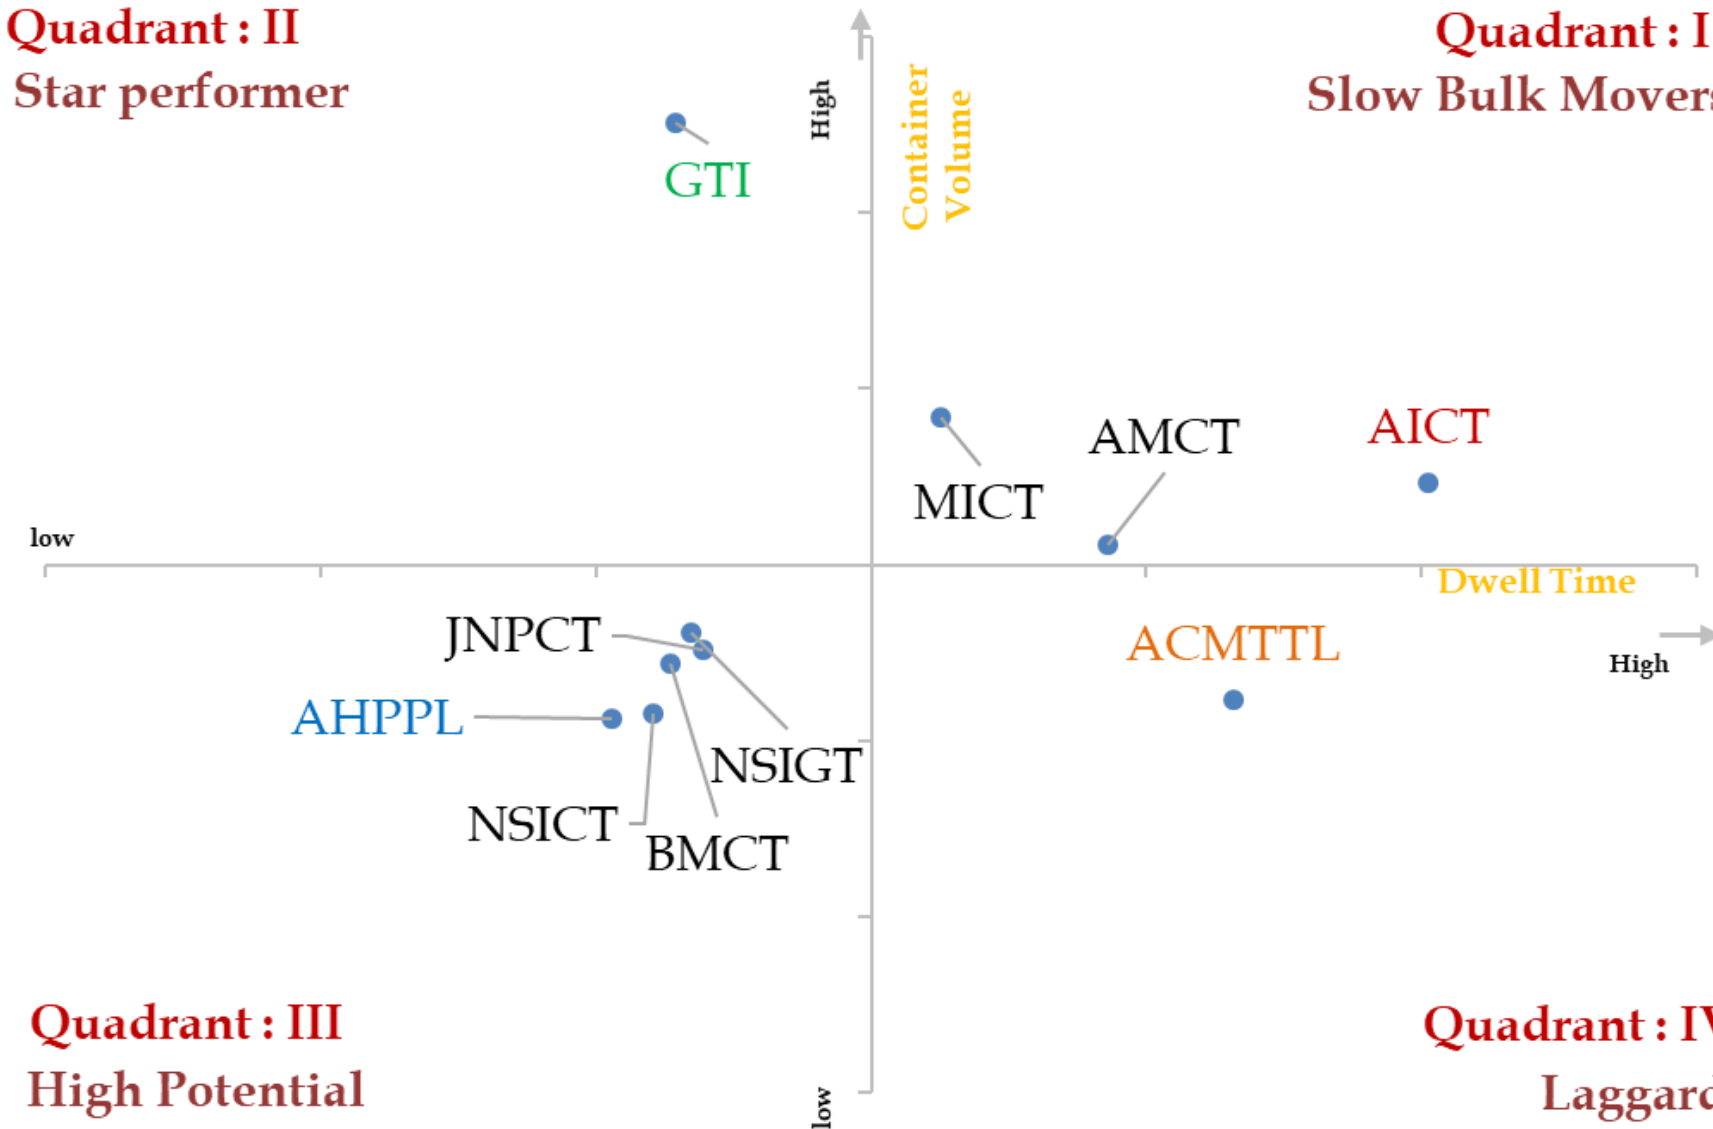 Quadrant : II
Star performer
Quadrant : I
Slow Bulk Movers
High
Container
Volume
GTI
AMCT
AICT
MICT
low
Dwell Time
JNPCT
ACMTTL
High
AHPPL
NSIGT
NSICT
BMCT
Quadrant : III
High Potential
Quadrant : IV
Laggard
low